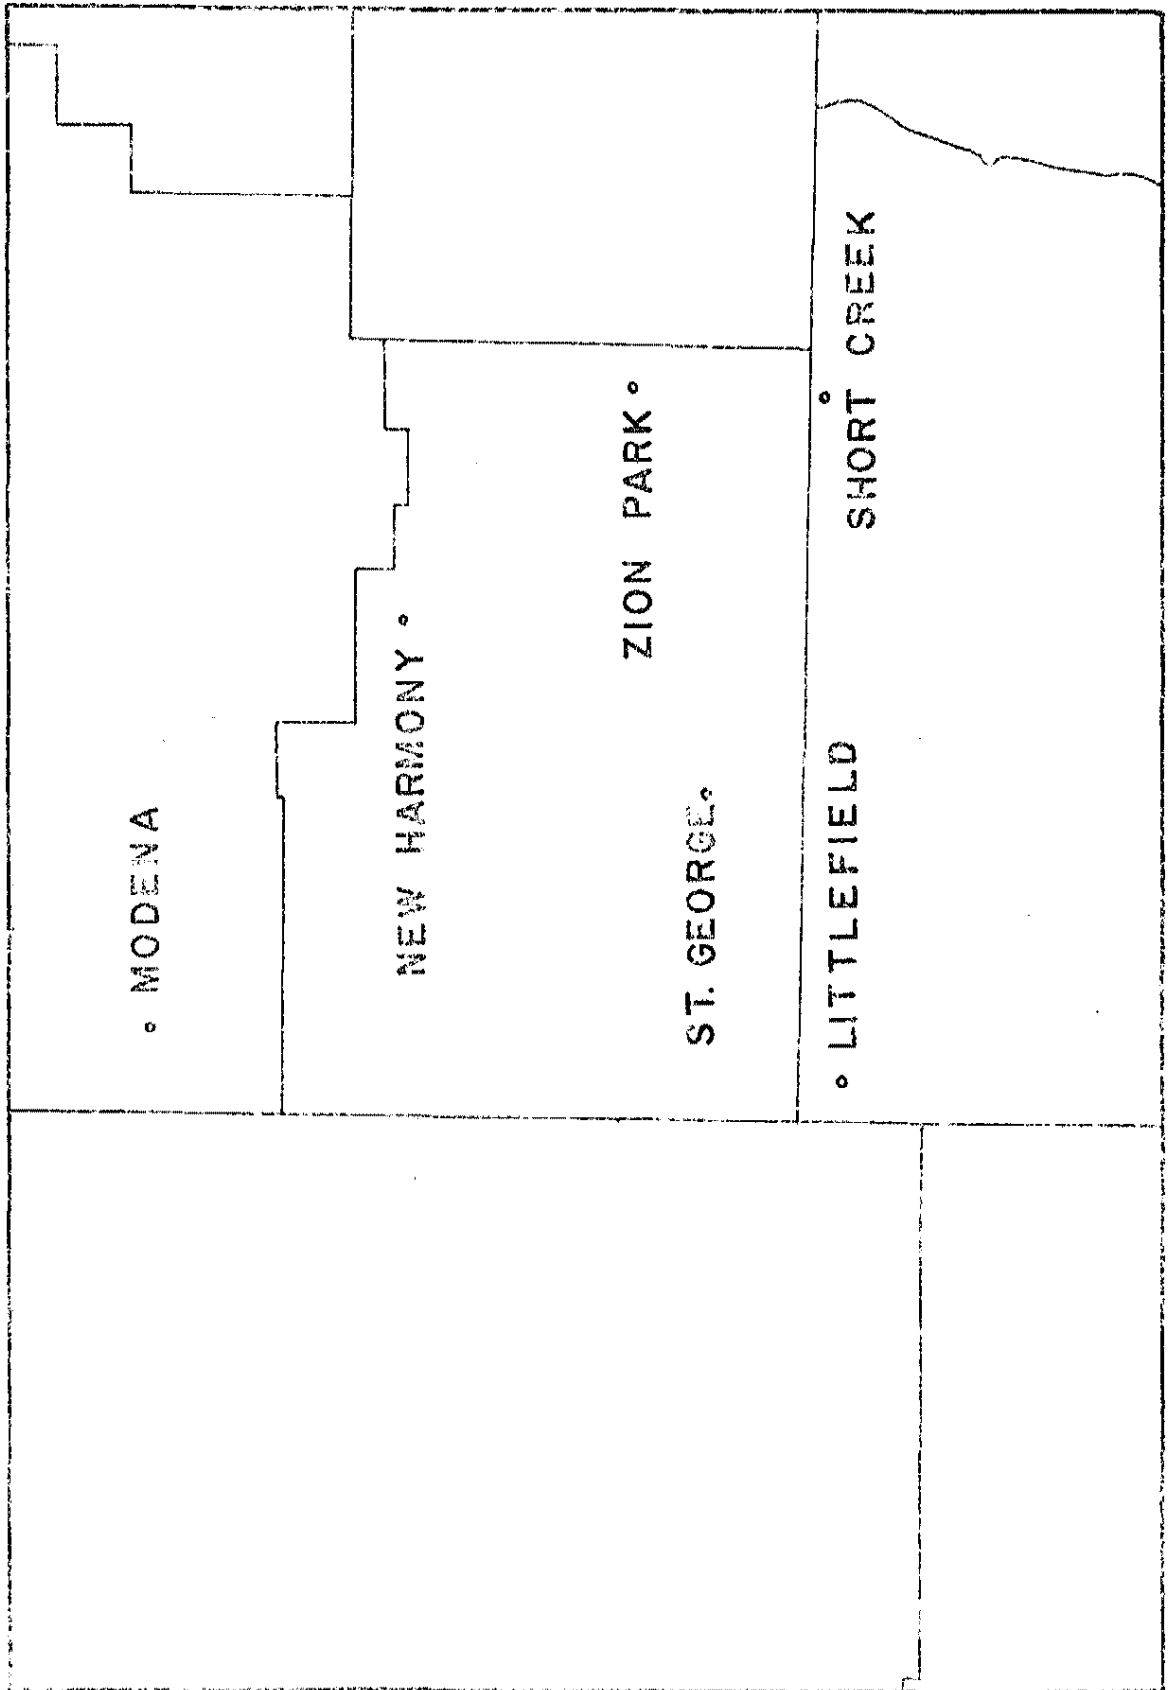 MODENA
NEW HARMONY
ZION PARK
ST. GEORGE
LITTLEFIELD
SHORT CREEK